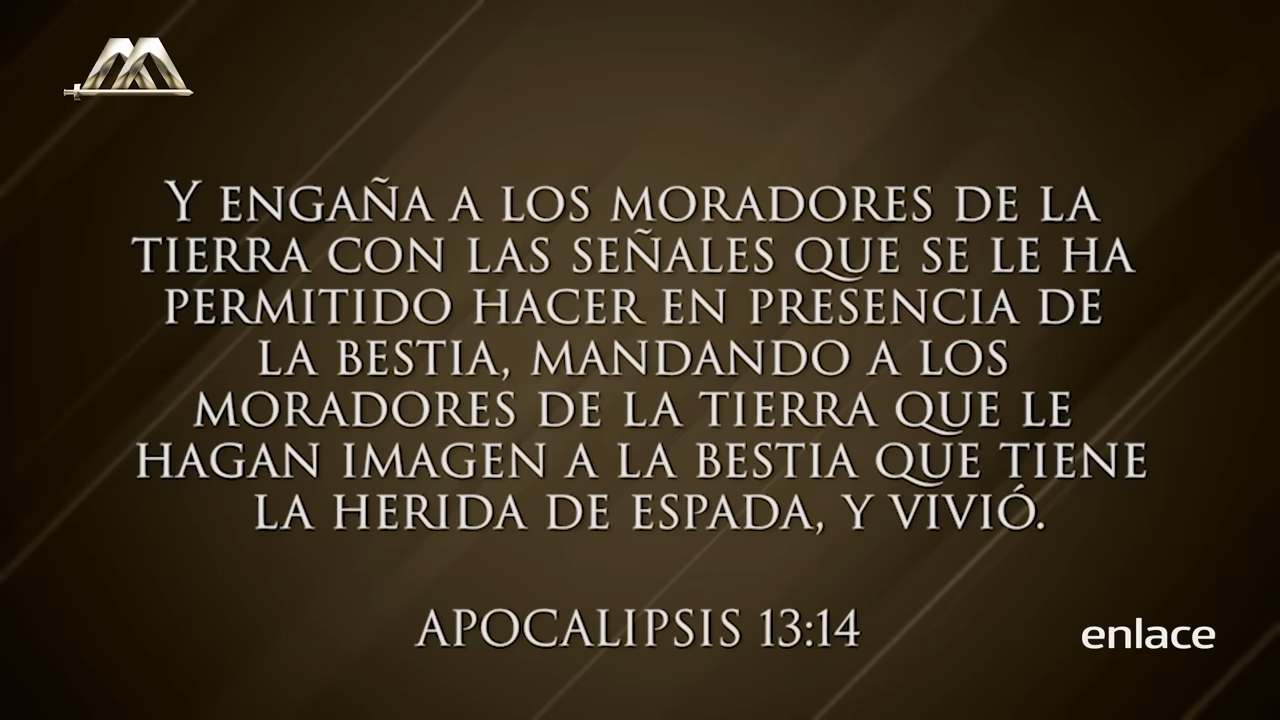 Y ENGAÑA A LOS MORADORES DE LA
TIERRA CON LAS SEÑALES QUE SE LE HA
PERMITIDO HACER EN PRESENCIA DE
LA BESTIA, MANDANDO A LOS
MORADORES DE LA TIERRA QUE LE
HAGAN IMAGEN A LA BESTIA QUE TIENE
LA HERIDA DE ESPADA, Y VIVIÓ.
APOCALIPSIS 13:14
enlace